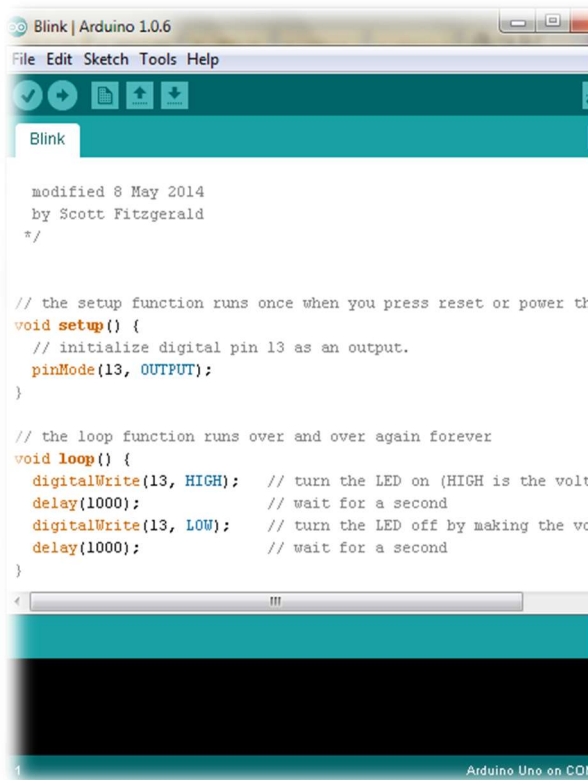 Blink | Arduino 1.0.6
File Edit Sketch Tools Help
Blink
modified 8 May 2014
by Scott Fitzgerald
*/
// the setup function runs once when you press reset or power th
void setup() {
// initialize digital pin 13 as an output.
pinMode(13, OUTPUT);
}
// the loop function runs over and over again forever
void loop() {
digitalWrite(13, HIGH);   // turn the LED on (HIGH is the volt
delay(1000);              // wait for a second
digitalWrite(13, LOW);    // turn the LED off by making the vo
delay(1000);              // wait for a second
}
1
Arduino Uno on COM